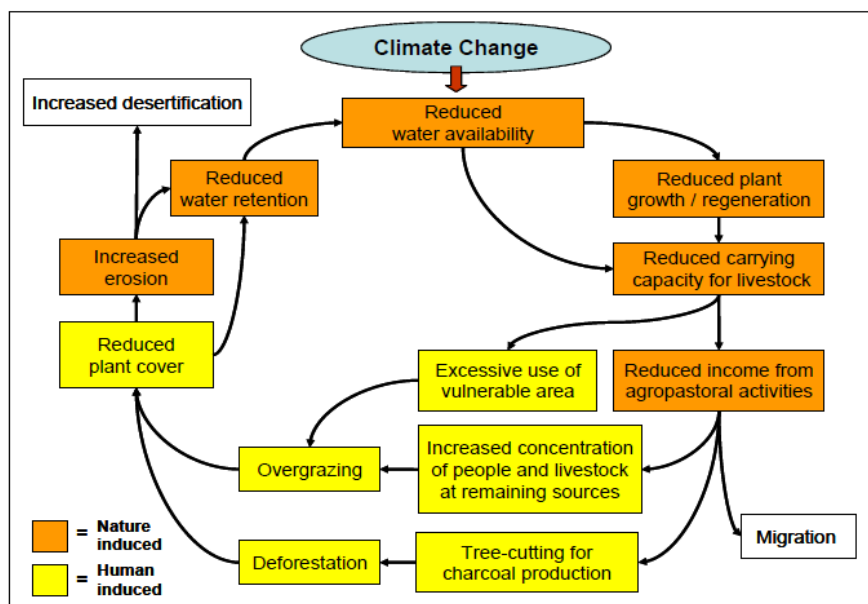 Climate Change
Increased desertification
Reduced
water availability
Reduced
water retention
Reduced plant
growth / regeneration
Increased
erosion
Reduced carrying
capacity for livestock
Reduced
plant cover
Excessive use of
vulnerable area
Reduced income from
agropastoral activities
Overgrazing
Increased concentration
of people and livestock
at remaining sources
= Nature
induced
Deforestation
Tree-cutting for
charcoal production
Migration
= Human
induced